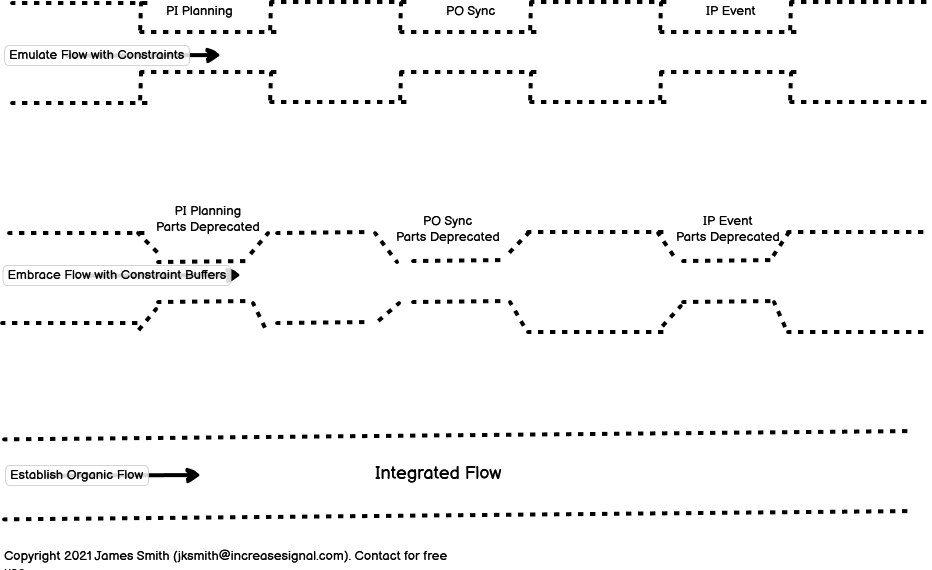 PI Planning
PO Sync
IP Event
Emulate Flow with Constraints
PI Planning
Parts Deprecated
PO Sync
Parts Deprecated
IP Event
Parts Deprecated
Embrace Flow with Constraint Buffers
Establish Organic Flow
Integrated Flow
Copyright 2021 James Smith (jksmith@increasesignal.com). Contact for free